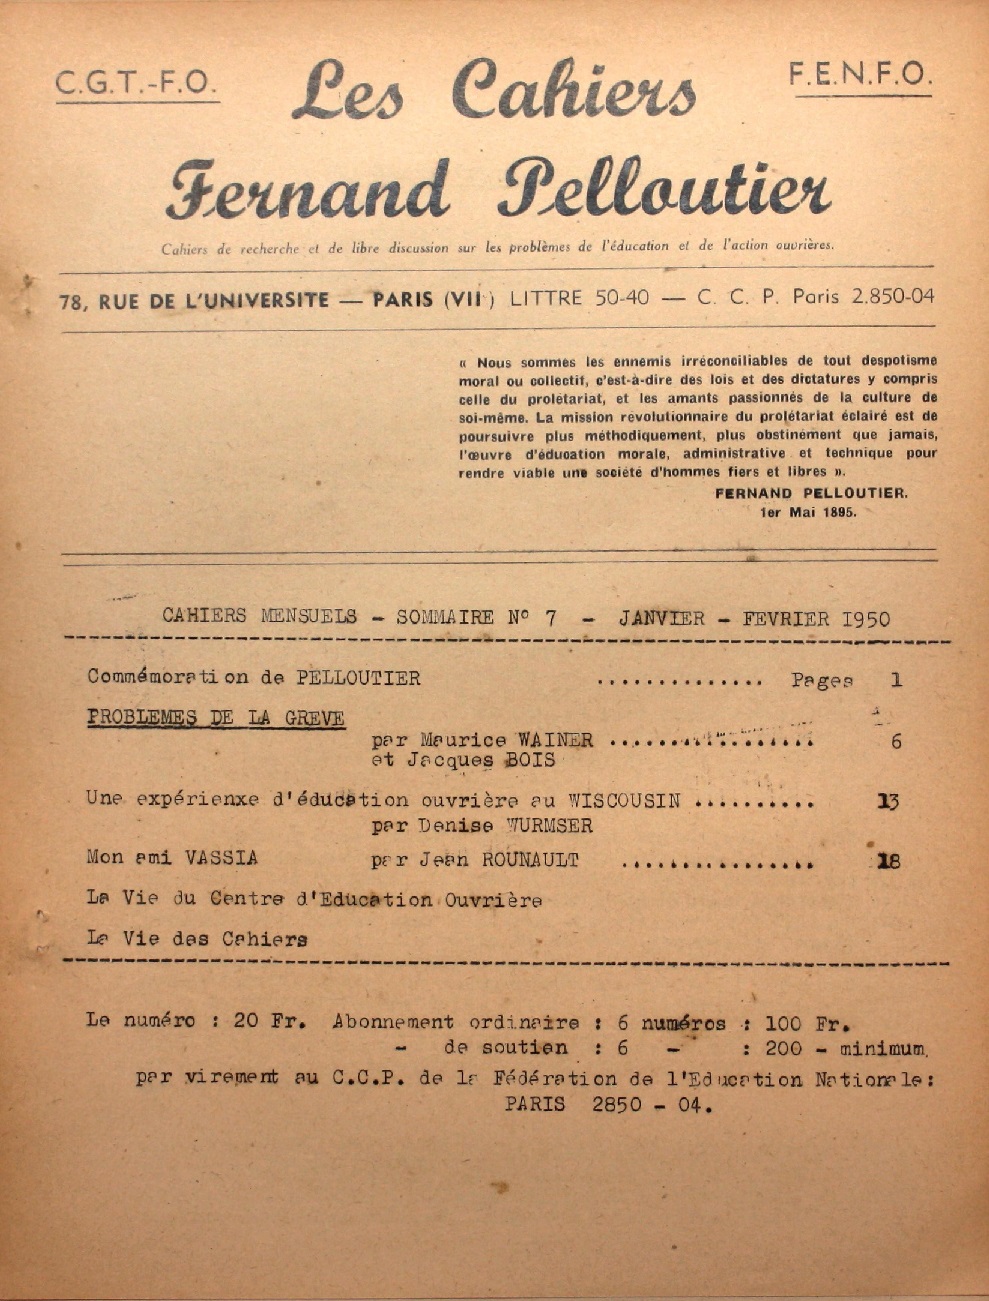 C.G.T.-F.O.
Les Cahiers
F.E.N.F.O.
Fernand Pelloutier
Cahiers de recherche et de libre discussion sur les problèmes de l'éducation et de l'action ouvrières.
78, RUE DE L'UNIVERSITE — PARIS (VII) LITTRE 50-40 — C. C. P. Paris 2.850-04
« Nous sommes les ennemis irréconciliables de tout despotisme
moral ou collectif, c'est-à-dire des lois et des dictatures y compris
celle du prolétariat, et les amants passionnés de la culture de
soi-même. La mission révolutionnaire du prolétariat éclairé est de
poursuivre plus méthodiquement, plus obstinément que jamais,
l'œuvre d'éducation morale, administrative et technique pour
rendre viable une société d'hommes fiers et libres ».
FERNAND PELLOUTIER.
1er Mai 1895.
CAHIERS MENSUELS - SOMMAIRE N° 7 - JANVIER - FEVRIER 1950
Commémoration de PELLOUTIER .............. Pages 1
PROBLEMES DE LA GREVE
par Maurice WAINER .................. 6
et Jacques BOIS
Une expérienxe d'éducation ouvrière au WISCOUSIN .......... 13
par Denise WURMSER
Mon ami VASSIA par Jean ROUNAULT ................ 18
La Vie du Centre d'Education Ouvrière
La Vie des Cahiers
Le numéro : 20 Fr. Abonnement ordinaire : 6 numéros : 100 Fr.
- de soutien : 6 - : 200 - minimum.
par virement au C.C.P. de la Fédération de l'Education Nationale:
PARIS 2850 - 04.